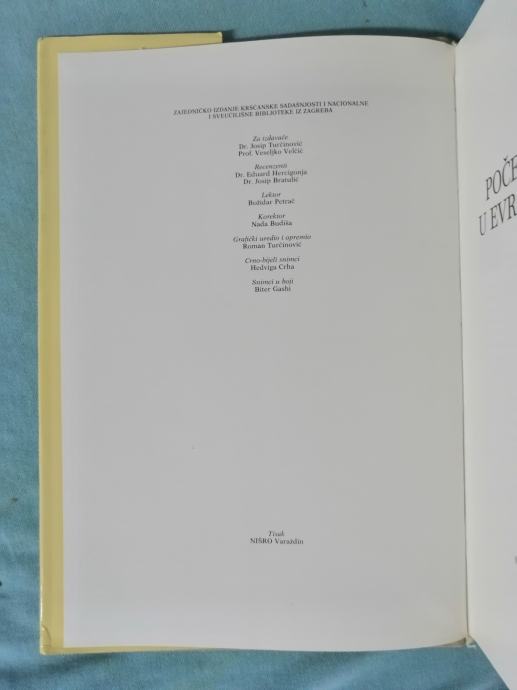 ZAJEDNIČKO IZDANJE KRŠĆANSKE SADAŠNJOSTI I NACIONALNE
I SVEUČILIŠNE BIBLIOTEKE IZ ZAGREBA
Za izdavače
Dr. Josip Turčinović
Prof. Veseljko Velčić
Recenzenti
Dr. Eduard Hercigonja
Dr. Josip Bratulić
Lektor
Božidar Petrač
Korektor
Nada Budiša
Grafički uredio i opremio
Roman Turčinović
Crno-bijeli snimci
Hedviga Crha
Snimci u boji
Biter Gashi
Tisak
NIŠRO Varaždin
POČE
U EVR